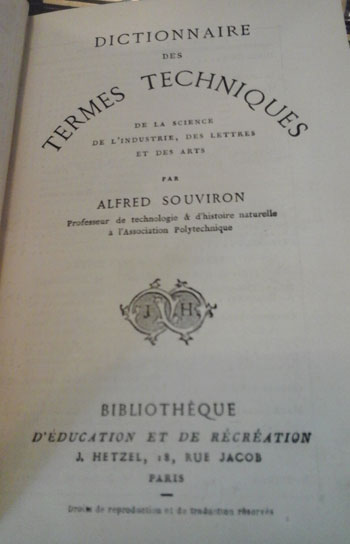 DICTIONNAIRE
DES
TERMES TECHNIQUES
DE LA SCIENCE
DE L'INDUSTRIE, DES LETTRES
ET DES ARTS
PAR
ALFRED SOUVIRON
Professeur de technologie & d'histoire naturelle
à l'Association Polytechnique
J H
BIBLIOTHÈQUE
D'ÉDUCATION ET DE RÉCRÉATION
J. HETZEL, 18, RUE JACOB
PARIS
Droits de reproduction et de traduction réservés